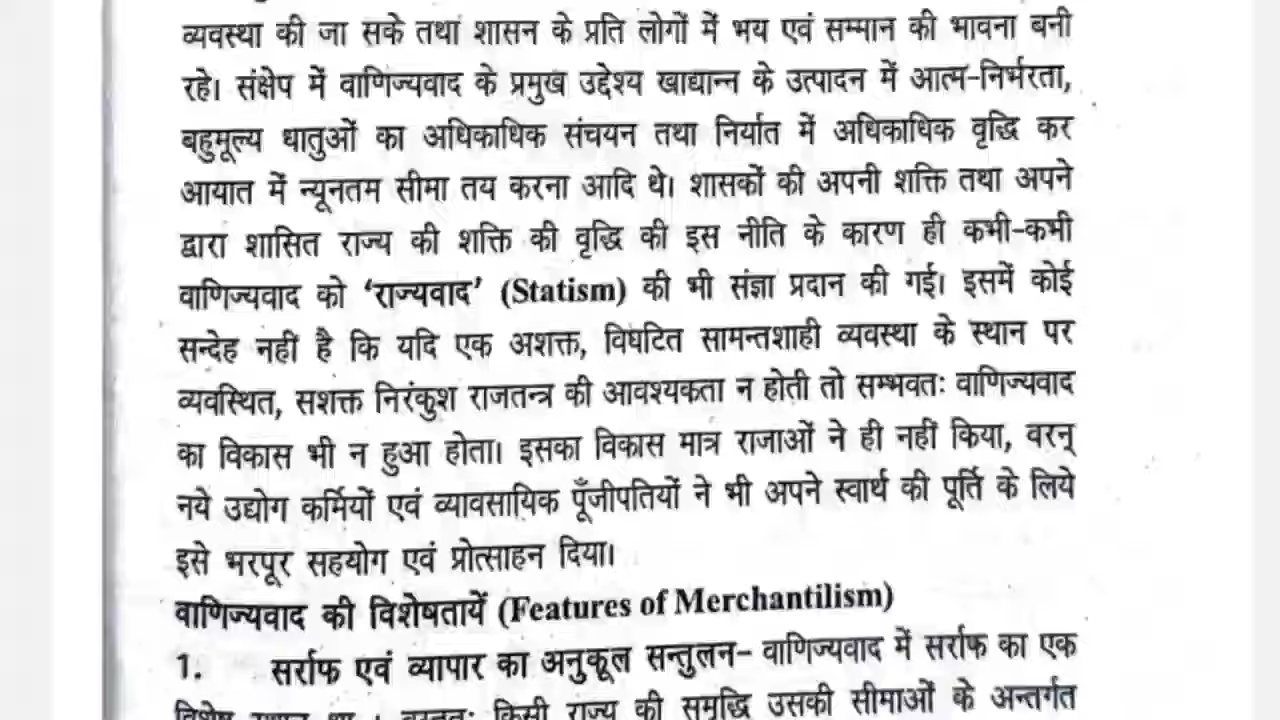 व्यवस्था की जा सके तथा शासन के प्रति लोगों में भय एवं सम्मान की भावना बनी
रहे। संक्षेप में वाणिज्यवाद के प्रमुख उद्देश्य खाद्यान्न के उत्पादन में आत्म-निर्भरता,
बहुमूल्य धातुओं का अधिकाधिक संचयन तथा निर्यात में अधिकाधिक वृद्धि कर
आयात में न्यूनतम सीमा तय करना आदि थे। शासकों की अपनी शक्ति तथा अपने
द्वारा शासित राज्य की शक्ति की वृद्धि की इस नीति के कारण ही कभी-कभी
वाणिज्यवाद को ‘राज्यवाद’ (Statism) की भी संज्ञा प्रदान की गई। इसमें कोई
सन्देह नहीं है कि यदि एक अशक्त, विघटित सामन्तशाही व्यवस्था के स्थान पर
व्यवस्थित, सशक्त निरंकुश राजतन्त्र की आवश्यकता न होती तो सम्भवतः वाणिज्यवाद
का विकास भी न हुआ होता। इसका विकास मात्र राजाओं ने ही नहीं किया, वरन्
नये उद्योग कर्मियों एवं व्यावसायिक पूँजीपतियों ने भी अपने स्वार्थ की पूर्ति के लिये
इसे भरपूर सहयोग एवं प्रोत्साहन दिया।
वाणिज्यवाद की विशेषतायें (Features of Merchantilism)
1. सर्राफ एवं व्यापार का अनुकूल सन्तुलन- वाणिज्यवाद में सर्राफ का एक
किसी राज्य की समृद्धि उसकी सीमाओं के अन्तर्गत